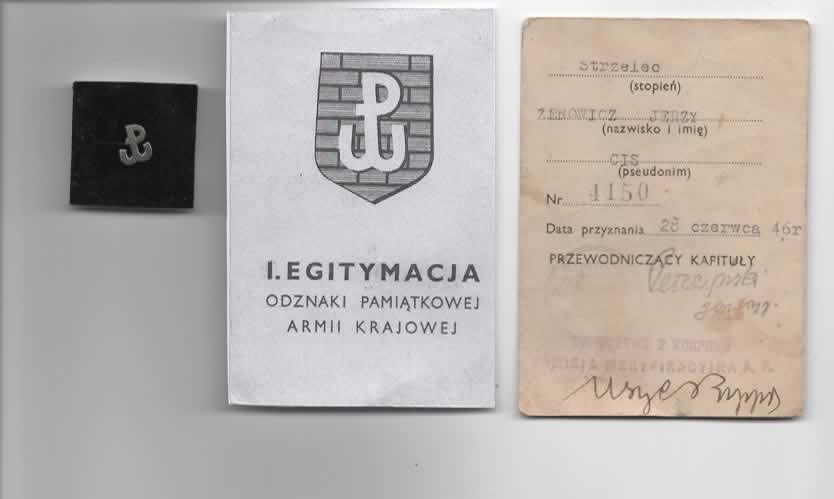 LEGITYMACJA
ODZNAKI PAMIĄTKOWEJ
ARMII KRAJOWEJ
Strzelec
(stopień)
ŻENOWICZ JERZY
(nazwisko i imię)
CIS
(pseudonim)
Nr 4150
Data przyznania 28 czerwca 46r
PRZEWODNICZĄCY KAPITUŁY